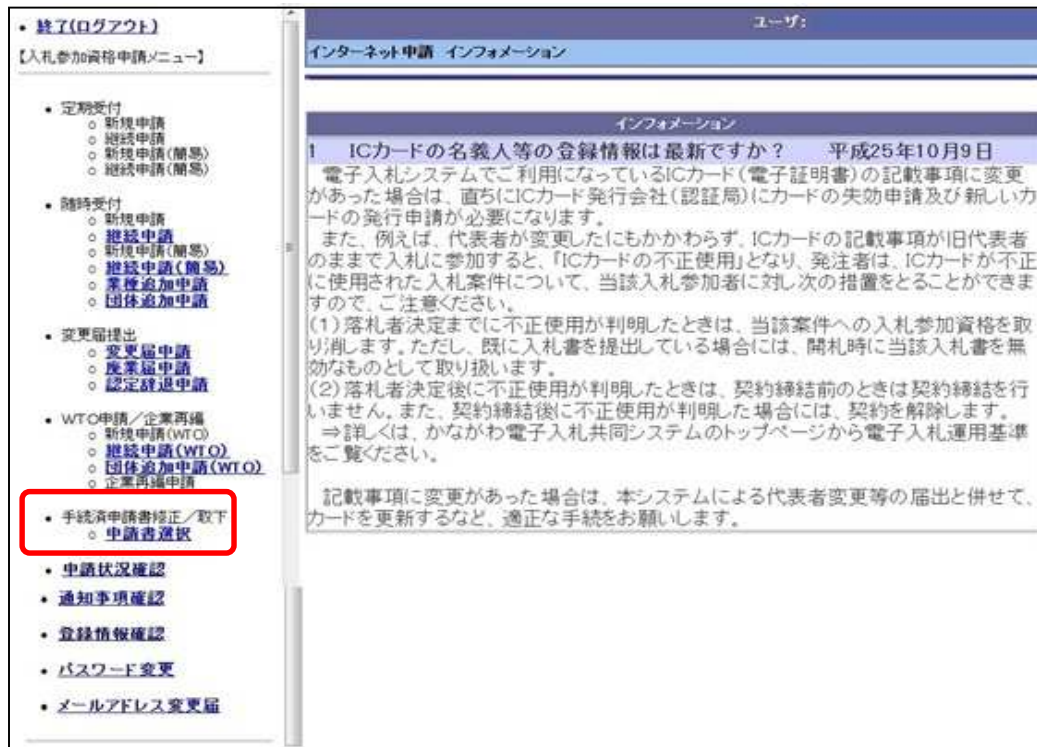 終了(ログアウト)
【入札参加資格申請メニュー】
定期受付
新規申請
継続申請
新規申請(簡易)
継続申請(簡易)
随時受付
新規申請
継続申請
新規申請(簡易)
継続申請(簡易)
業種追加申請
団体追加申請
変更届提出
変更届申請
廃業届申請
認定辞退申請
WTO申請/企業再編
新規申請(WTO)
継続申請(WTO)
団体追加申請(WTO)
企業再編申請
手続済申請書修正/取下
申請書選択
申請状況確認
通知事項確認
登録情報確認
パスワード変更
メールアドレス変更届
ユーザ:
インターネット申請 インフォメーション
インフォメーション
1 ICカードの名義人等の登録情報は最新ですか? 平成25年10月9日
電子入札システムでご利用になっているICカード(電子証明書)の記載事項に変更
があった場合は、直ちにICカード発行会社(認証局)にカードの失効申請及び新しいカ
ードの発行申請が必要になります。
また、例えば、代表者が変更したにもかかわらず、ICカードの記載事項が旧代表者
のままで入札に参加すると、「ICカードの不正使用」となり、発注者は、ICカードが不正
に使用された入札案件について、当該入札参加者に対し次の措置をとることができま
すので、ご注意ください。
(1)落札者決定までに不正使用が判明したときは、当該案件への入札参加資格を取
り消します。ただし、既に入札書を提出している場合には、開札時に当該入札書を無
効なものとして取り扱います。
(2)落札者決定後に不正使用が判明したときは、契約締結前のときは契約締結を行
いません。また、契約締結後に不正使用が判明した場合には、契約を解除します。
⇒詳しくは、かながわ電子入札共同システムのトップページから電子入札運用基準
をご覧ください。
記載事項に変更があった場合は、本システムによる代表者変更等の届出と併せて、
カードを更新するなど、適正な手続をお願いします。